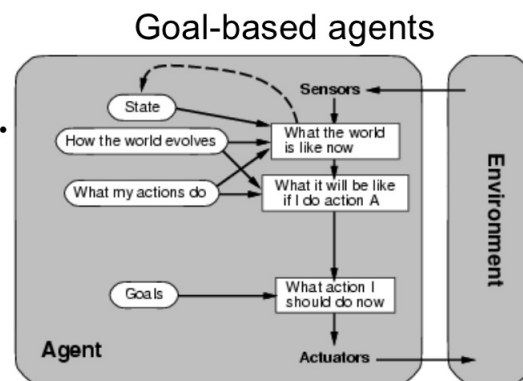 Goal-based agents
Sensors
State
How the world evolves
What the world
is like now
What my actions do
What it will be like
if I do action A
Goals
What action I
should do now
Agent
Actuators
Environment